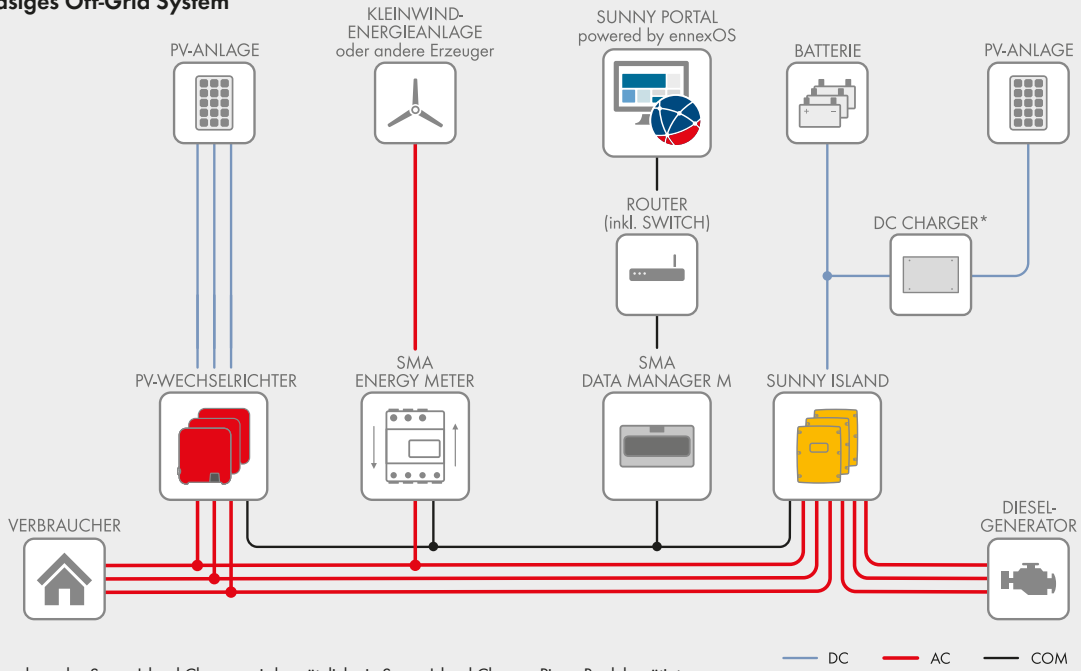 Off-Grid System
KLEINWIND-
ENERGIEANLAGE
oder andere Erzeuger
SUNNY PORTAL
powered by ennexOS
PV-ANLAGE
BATTERIE
PV-ANLAGE
ROUTER
(inkl. SWITCH)
DC CHARGER*
PV-WECHSELRICHTER
SMA
ENERGY METER
SMA
DATA MANAGER M
SUNNY ISLAND
VERBRAUCHER
DIESEL-
GENERATOR
DC
AC
COM